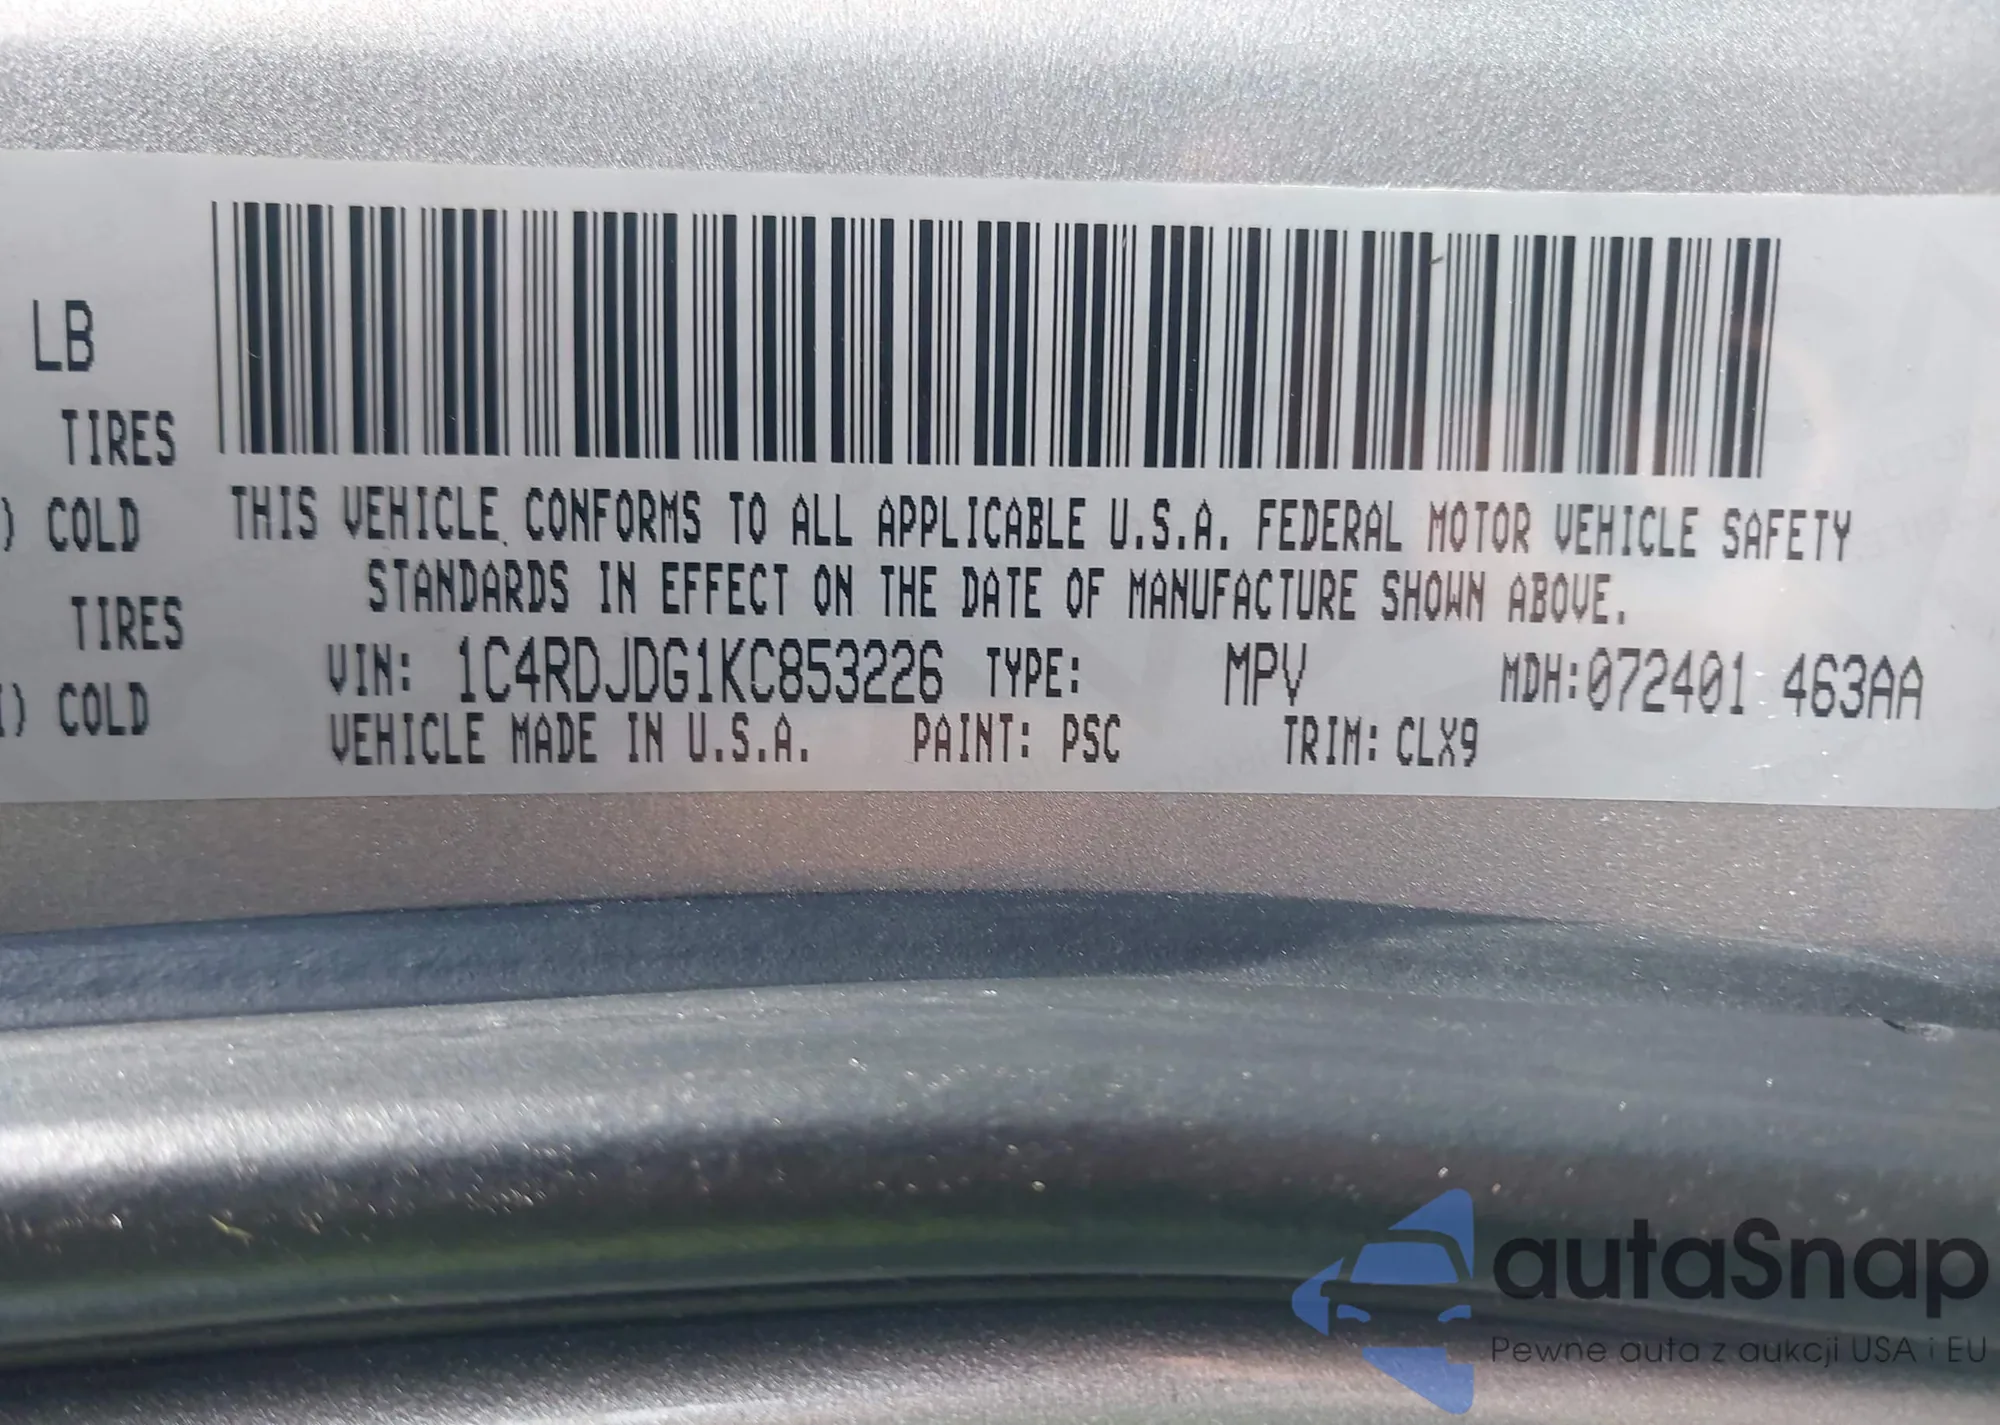 LB
TIRES
) COLD
TIRES
) COLD
THIS VEHICLE CONFORMS TO ALL APPLICABLE U.S.A. FEDERAL MOTOR VEHICLE SAFETY
STANDARDS IN EFFECT ON THE DATE OF MANUFACTURE SHOWN ABOVE.
VIN: 1C4RDJDG1KC853226 TYPE: MPV MDH:072401 463AA
VEHICLE MADE IN U.S.A. PAINT: PSC TRIM: CLX9
autaSnap
Pewne auta z aukcji USA i EU